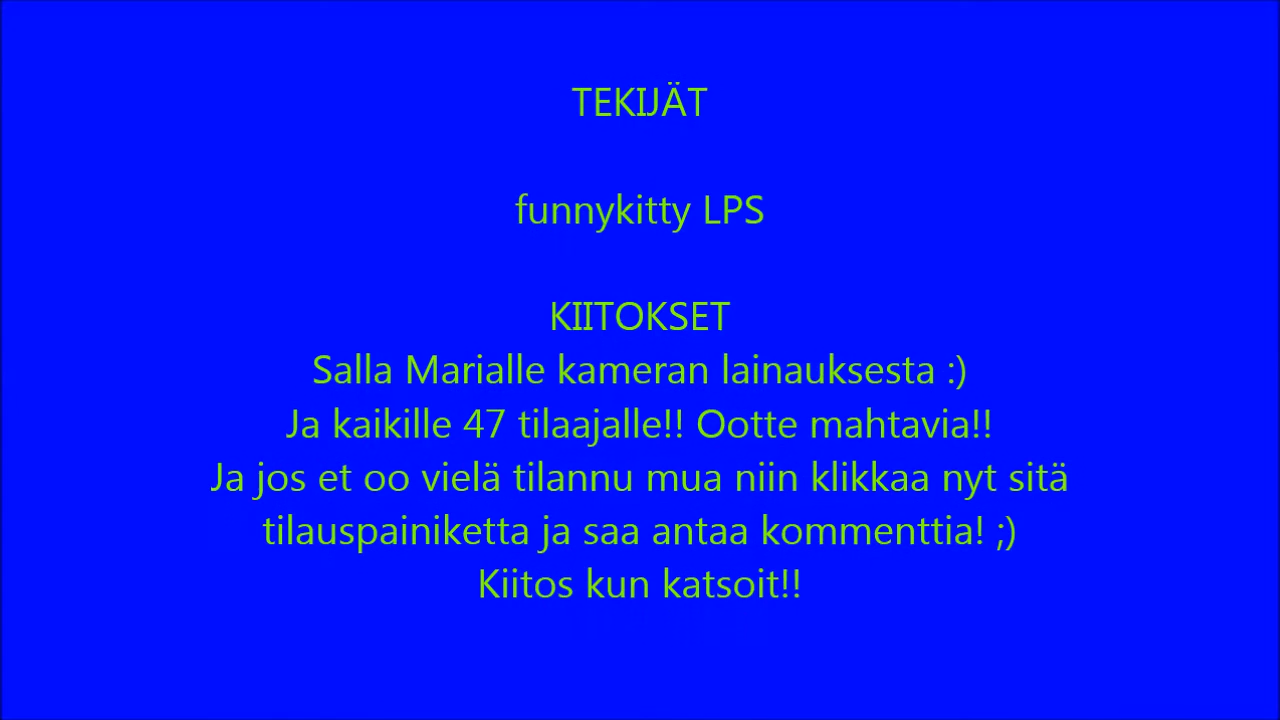 TEKIJÄT
funnykitty LPS
KIITOKSET
Salla Marialle kameran lainauksesta :)
Ja kaikille 47 tilaajalle!! Ootte mahtavia!!
Ja jos et oo vielä tilannu mua niin klikkaa nyt sitä
tilauspainiketta ja saa antaa kommenttia! ;)
Kiitos kun katsoit!!